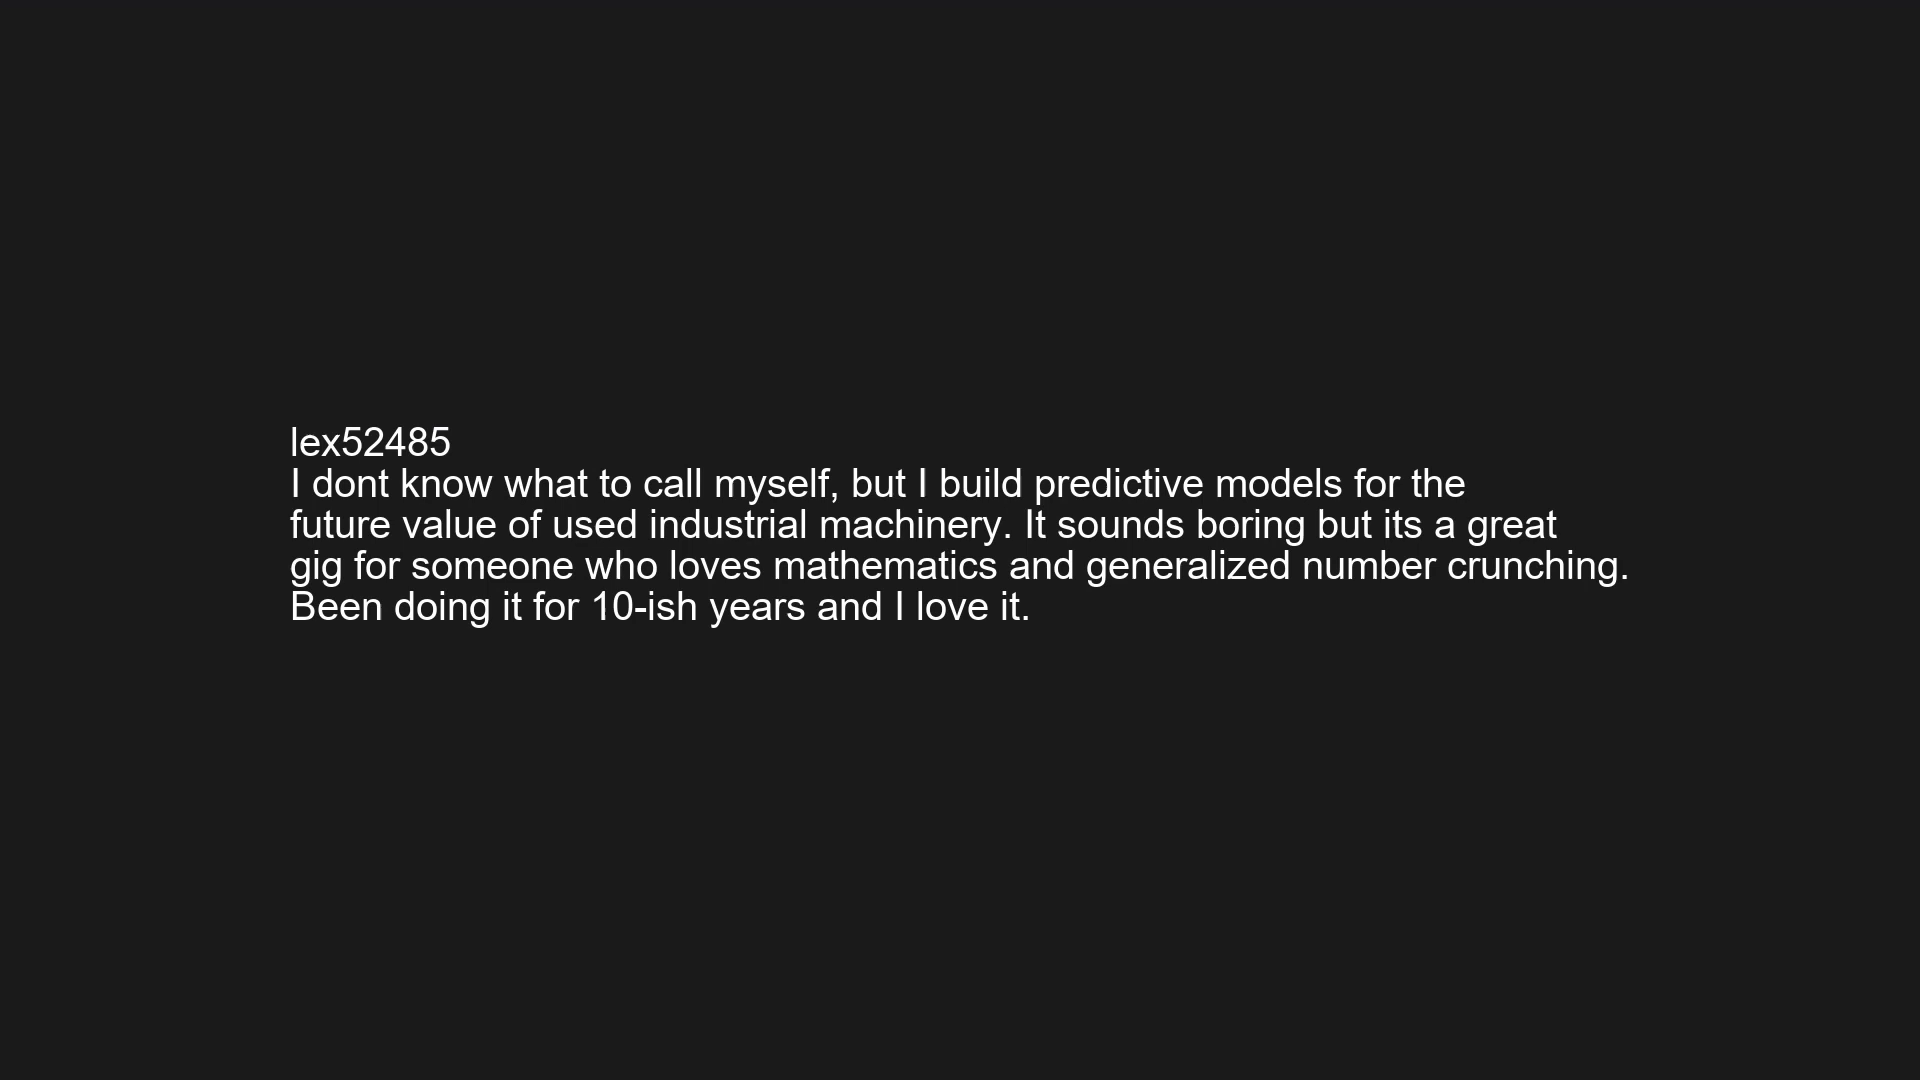 lex52485
I dont know what to call myself, but I build predictive models for the
future value of used industrial machinery. It sounds boring but its a great
gig for someone who loves mathematics and generalized number crunching.
Been doing it for 10-ish years and I love it.